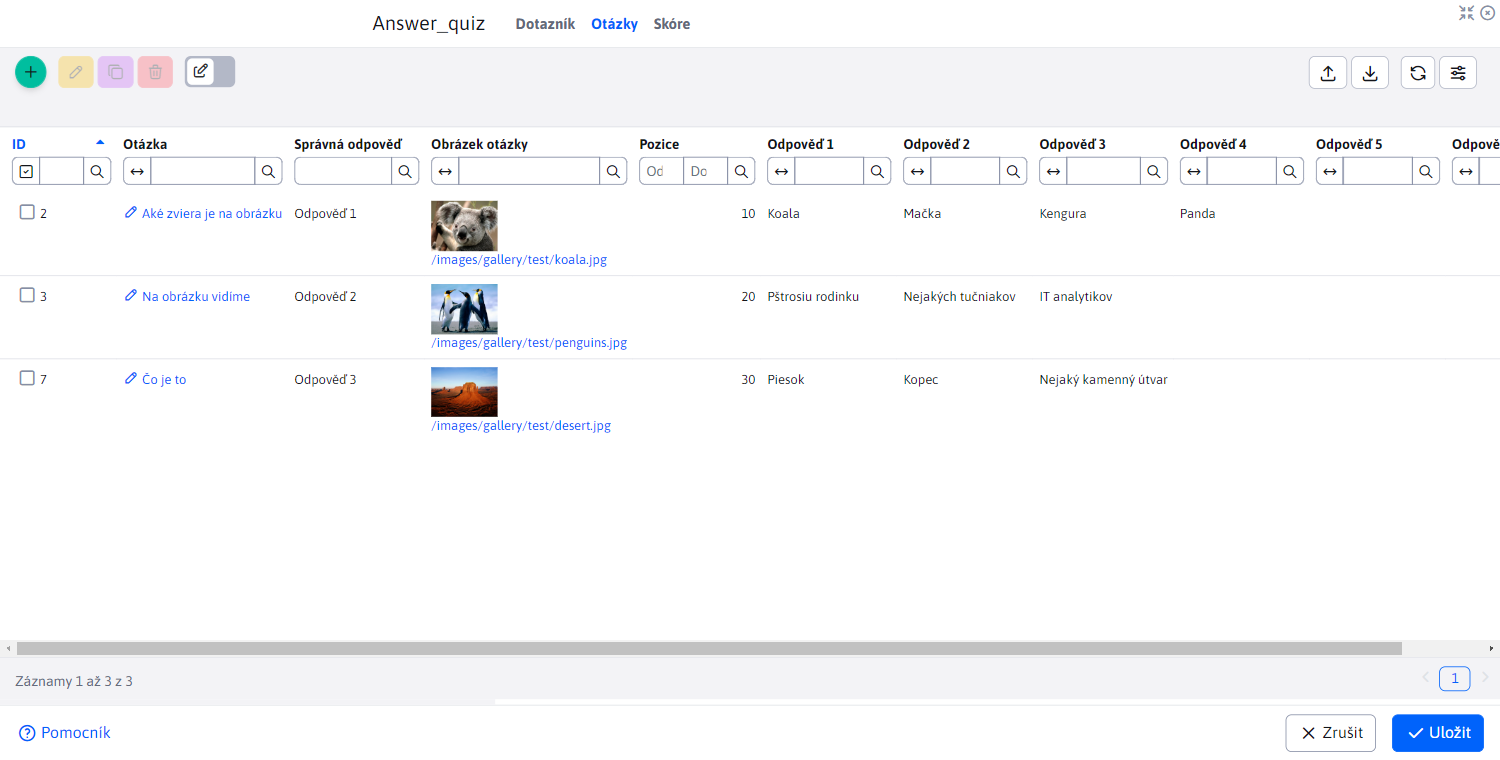 Answer_quiz Dotazník Otázky Skóre
ID Otázka Správná odpověď Obrázek otázky Pozice Odpověď 1 Odpověď 2 Odpověď 3 Odpověď 4 Odpověď 5 Odpově
Od Do
2 Aké zviera je na obrázku Odpověď 1 10 Koala Mačka Kengura Panda
/images/gallery/test/koala.jpg
3 Na obrázku vidíme Odpověď 2 20 Pštrosiu rodinku Nejakých tučniakov IT analytikov
/images/gallery/test/penguins.jpg
7 Čo je to Odpověď 3 30 Piesok Kopec Nejaký kamenný útvar
/images/gallery/test/desert.jpg
Záznamy 1 až 3 z 3 1
Pomocník Zrušit Uložit